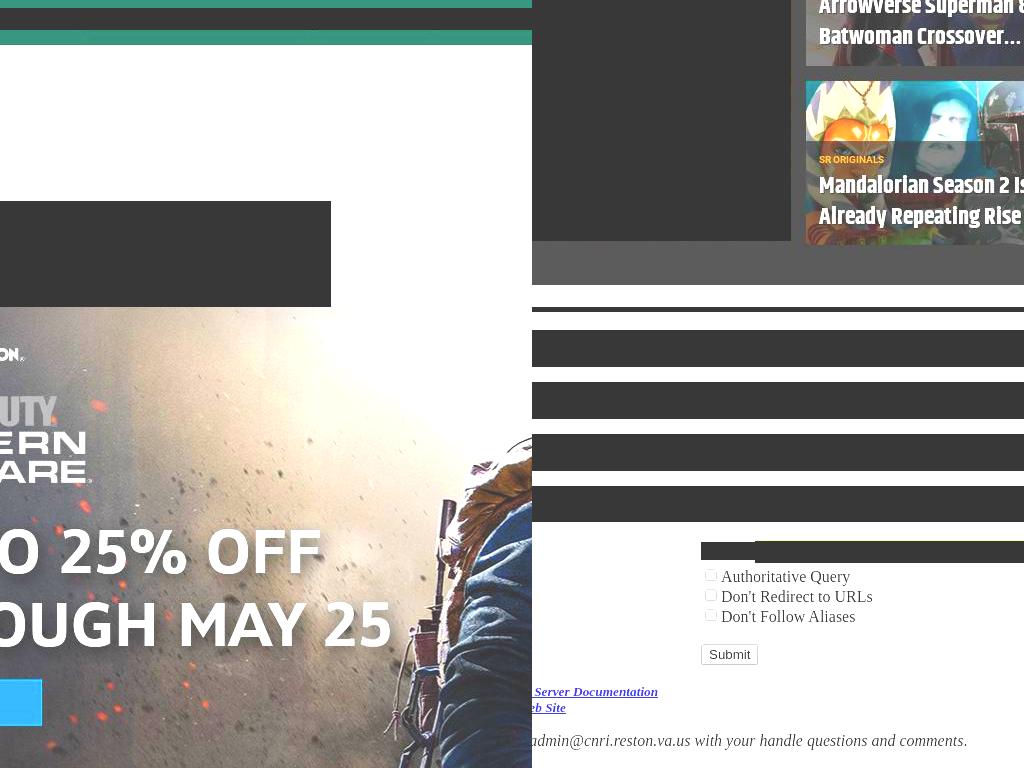 ON
UTY
ERN
ARE
O 25% OFF
OUGH MAY 25
Arrowverse Superman &
Batwoman Crossover...
SR ORIGINALS
Mandalorian Season 2 Is
Already Repeating Rise
Authoritative Query
Don't Redirect to URLs
Don't Follow Aliases
Submit
Server Documentation
eb Site
admin@cnri.reston.va.us with your handle questions and comments.